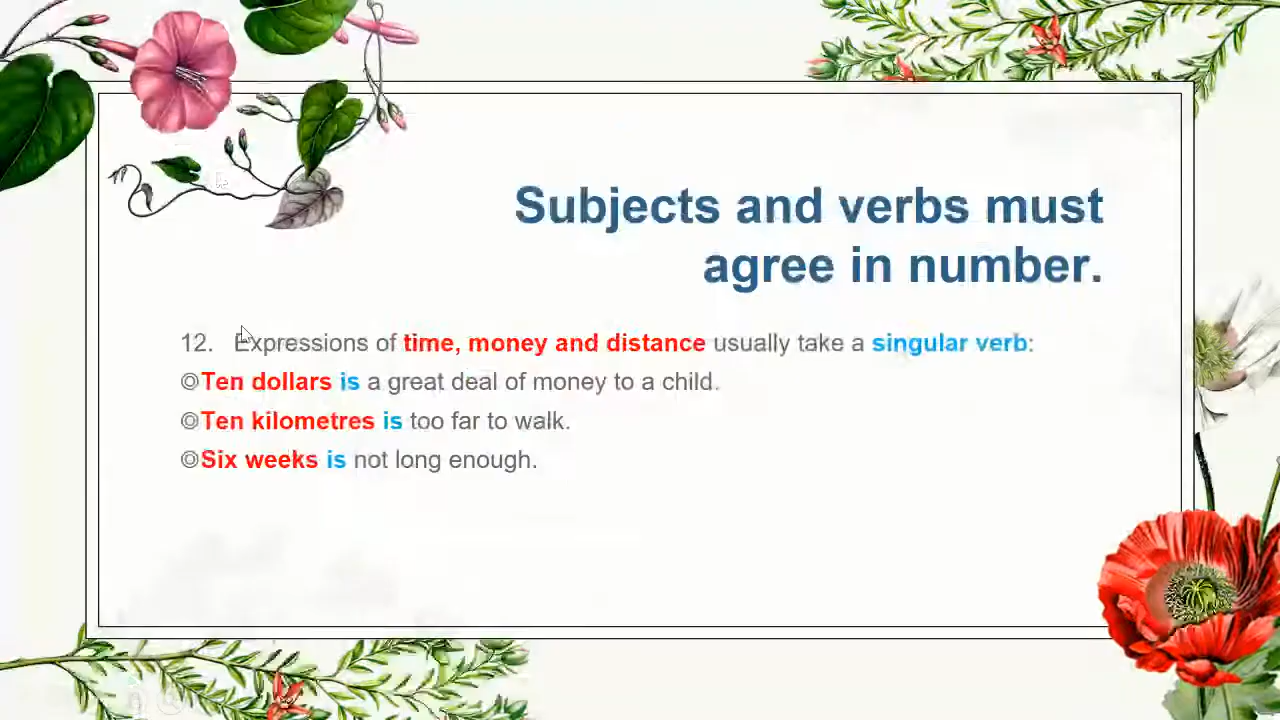 Subjects and verbs must
agree in number.
12. Expressions of time, money and distance usually take a singular verb:
◎Ten dollars is a great deal of money to a child.
◎Ten kilometres is too far to walk.
◎Six weeks is not long enough.